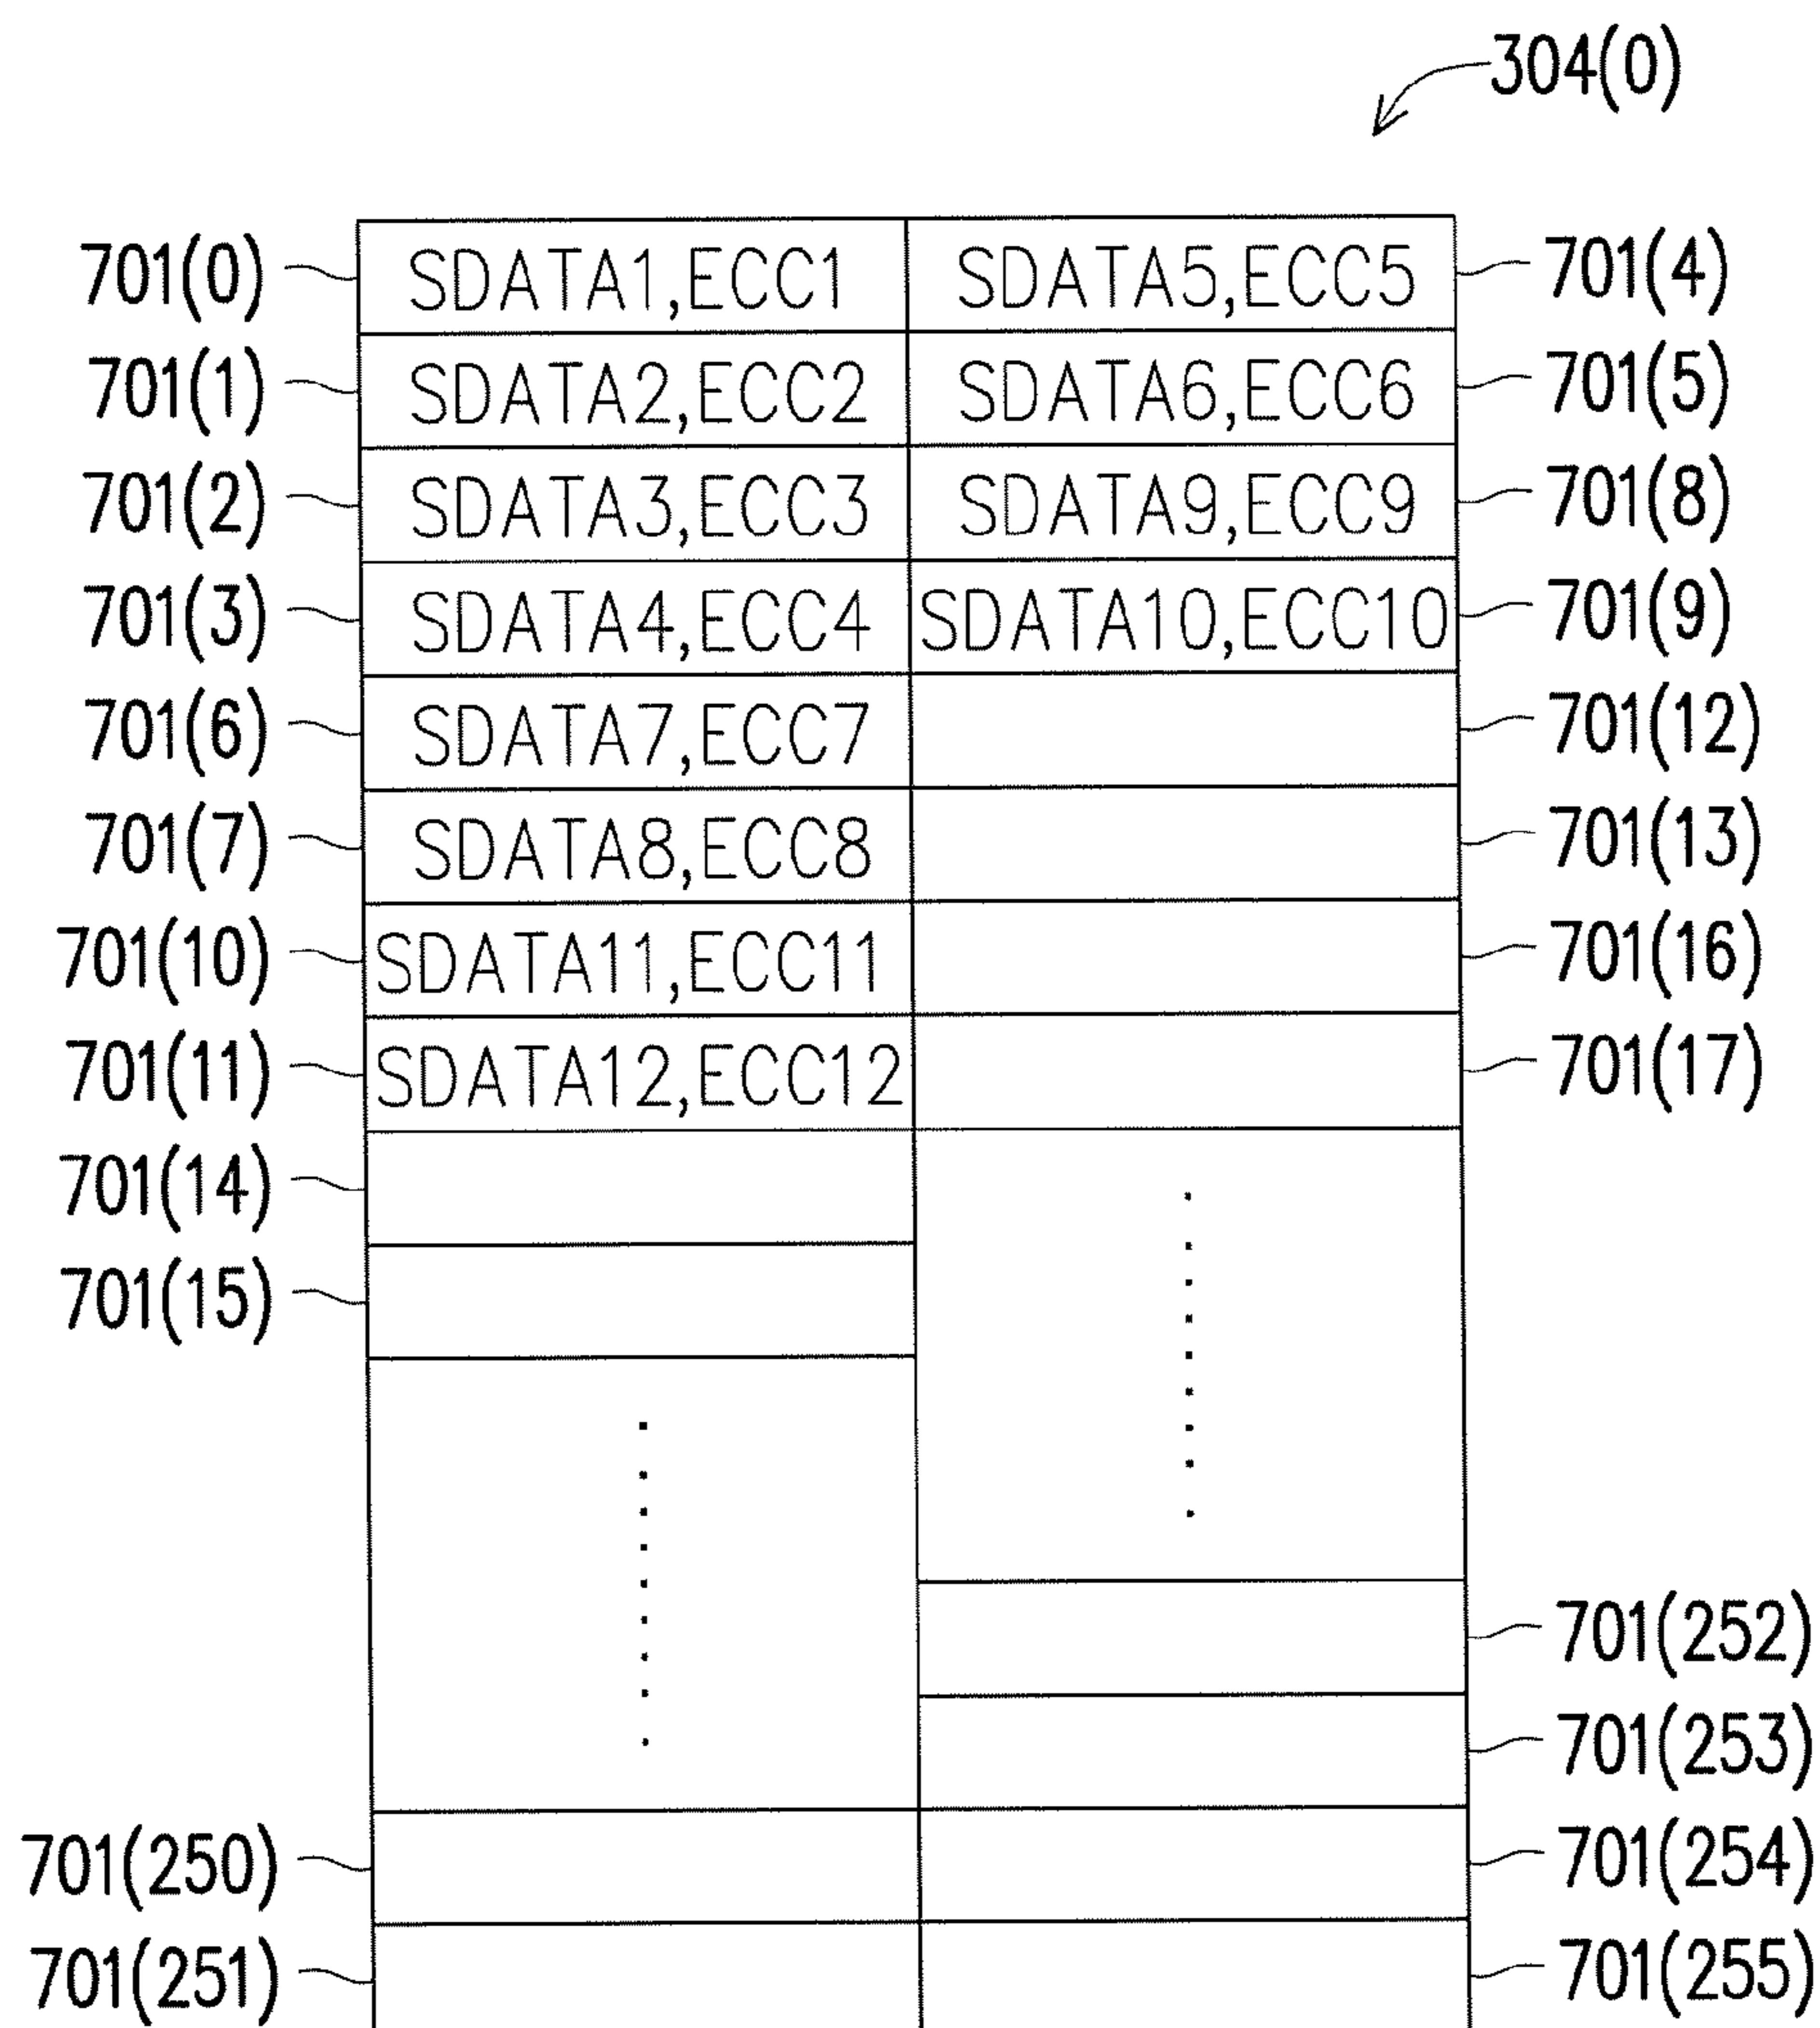 304(0)
701(0) SDATA1,ECC1 SDATA5,ECC5 701(4)
701(1) SDATA2,ECC2 SDATA6,ECC6 701(5)
701(2) SDATA3,ECC3 SDATA9,ECC9 701(8)
701(3) SDATA4,ECC4 SDATA10,ECC10 701(9)
701(6) SDATA7,ECC7 701(12)
701(7) SDATA8,ECC8 701(13)
701(10) SDATA11,ECC11 701(16)
701(11) SDATA12,ECC12 701(17)
701(14)
701(15)
701(252)
701(253)
701(250) 701(254)
701(251) 701(255)